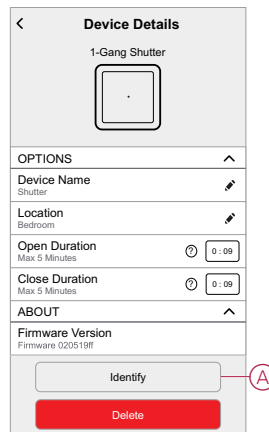 Device Details
1-Gang Shutter
OPTIONS
Device Name
Shutter
Location
Bedroom
Open Duration
Max 5 Minutes
? 0 : 09
Close Duration
Max 5 Minutes
? 0 : 09
ABOUT
Firmware Version
Firmware 020519ff
Identify
A
Delete